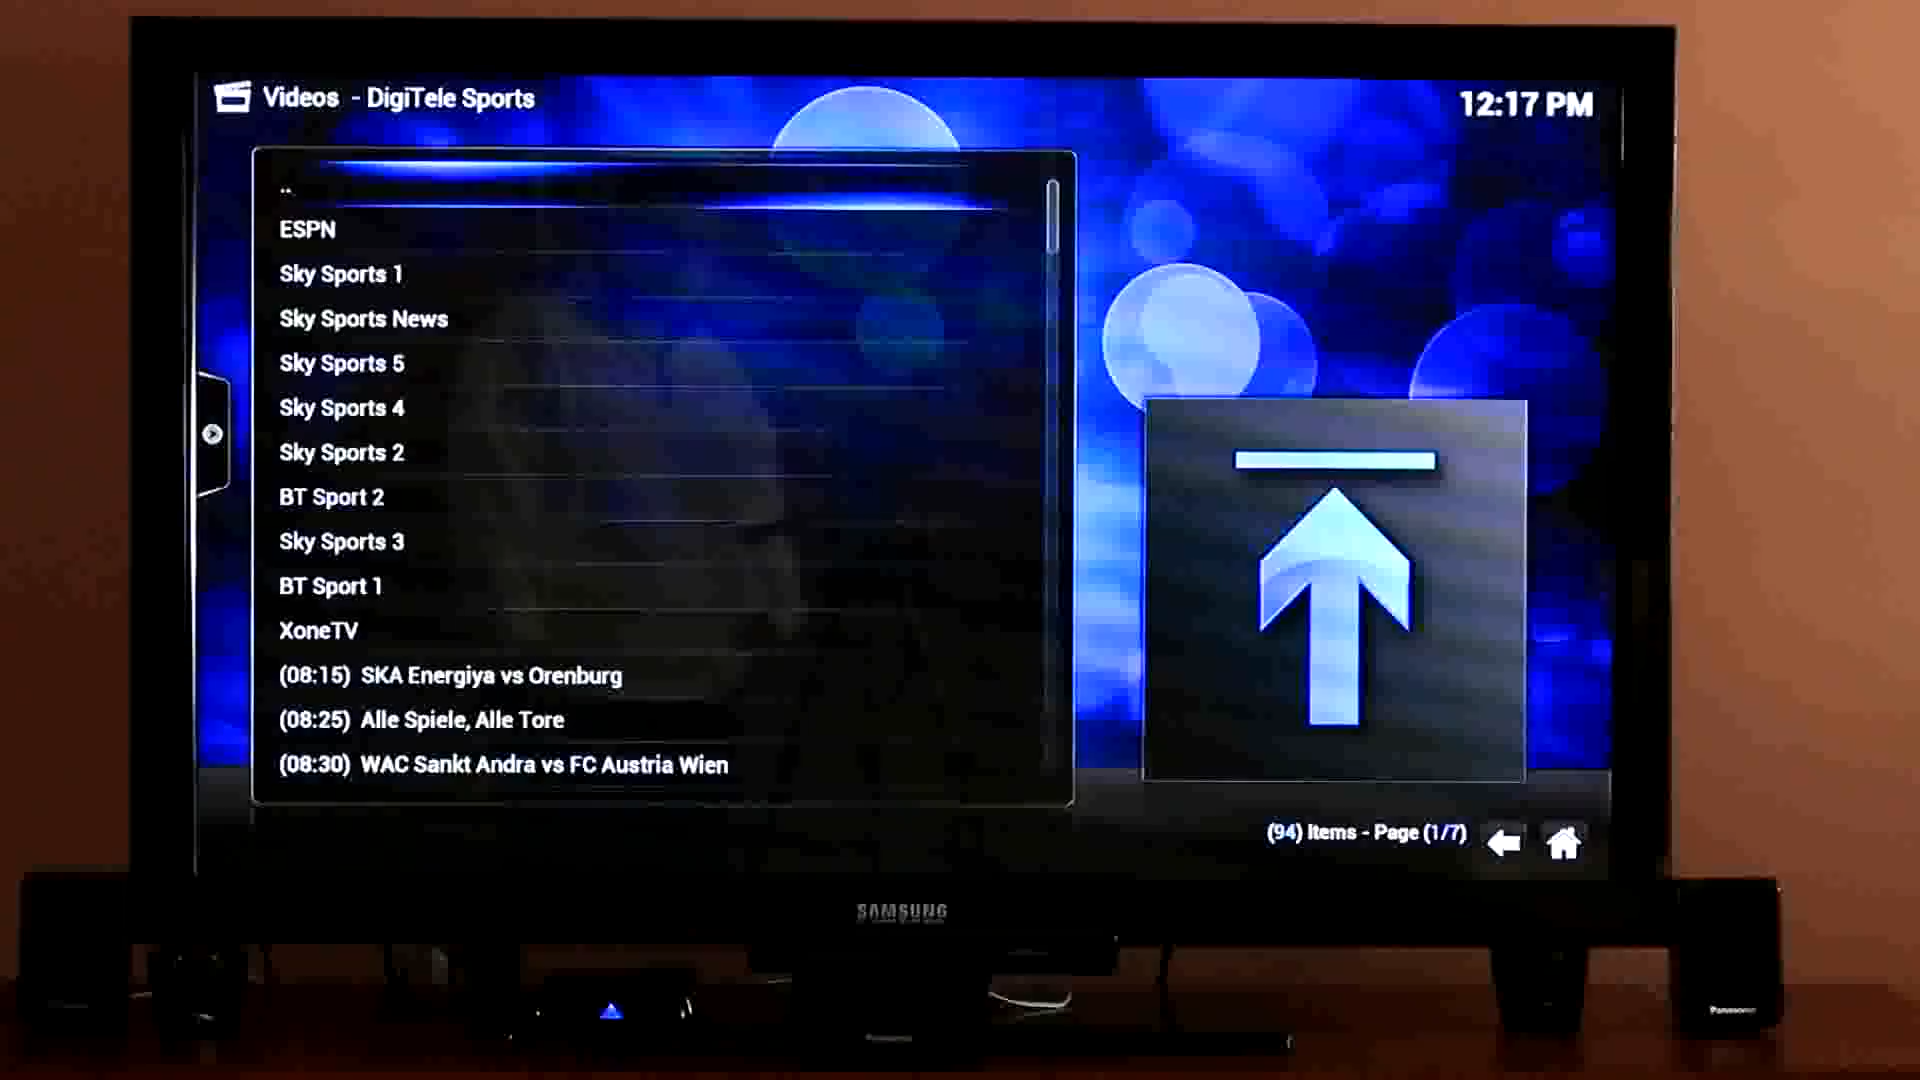 Videos - DigiTele Sports
12:17 PM
..
ESPN
Sky Sports 1
Sky Sports News
Sky Sports 5
Sky Sports 4
Sky Sports 2
BT Sport 2
Sky Sports 3
BT Sport 1
XoneTV
(08:15) SKA Energiya vs Orenburg
(08:25) Alle Spiele, Alle Tore
(08:30) WAC Sankt Andra vs FC Austria Wien
(94) Items - Page (1/7)
SAMSUNG
Panasonic